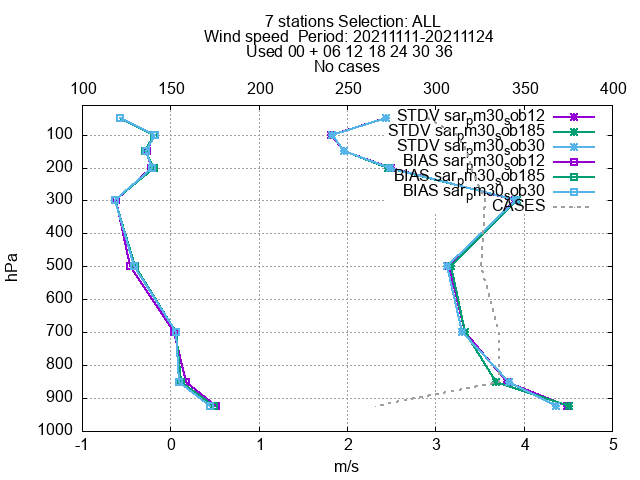 7 stations Selection: ALL
Wind speed  Period: 20211111-20211124
Used 00 + 06 12 18 24 30 36
No cases
100 150 200 250 300 350 400
STDV sar_pm30_sob12
STDV sar_pm30_sob185
STDV sar_pm30_sob30
BIAS sar_pm30_sob12
BIAS sar_pm30_sob185
BIAS sar_pm30_sob30
CASES
100
200
300
400
500
600
700
800
900
1000
hPa
-1 0 1 2 3 4 5
m/s